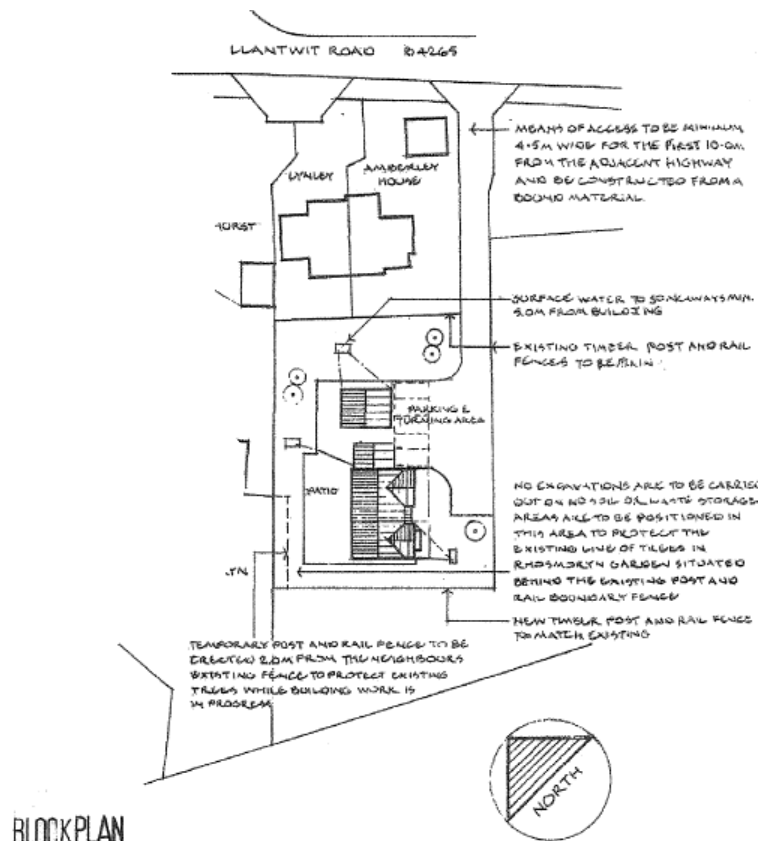 LLANTWIT ROAD B4265
MEANS OF ACCESS TO BE MINIMUM
4.5M WIDE FOR THE FIRST 10.0M
FROM THE ADJACENT HIGHWAY
AND BE CONSTRUCTED FROM A
BOUND MATERIAL
LYNLEY
AMBERLEY
HOUSE
HURST
SURFACE WATER TO SOAKAWAYS MIN.
5.0M FROM BUILDING
EXISTING TIMBER POST AND RAIL
FENCES TO REMAIN
PARKING &
TURNING AREA
PATIO
NO EXCAVATIONS ARE TO BE CARRIED
OUT OR NO SOIL OR WASTE STORAGE
AREAS ARE TO BE POSITIONED IN
THIS AREA TO PROTECT THE
EXISTING LINE OF TREES IN
GARDEN SITUATED
BEHIND THE EXISTING POST AND
RAIL BOUNDARY FENCE
NEW TIMBER POST AND RAIL FENCE
TO MATCH EXISTING
TEMPORARY POST AND RAIL FENCE TO BE
ERECTED 2.0M FROM THE NEIGHBOURS
EXISTING FENCE TO PROTECT EXISTING
TREES WHILE BUILDING WORK IS
IN PROGRESS
NORTH
BLOCK PLAN